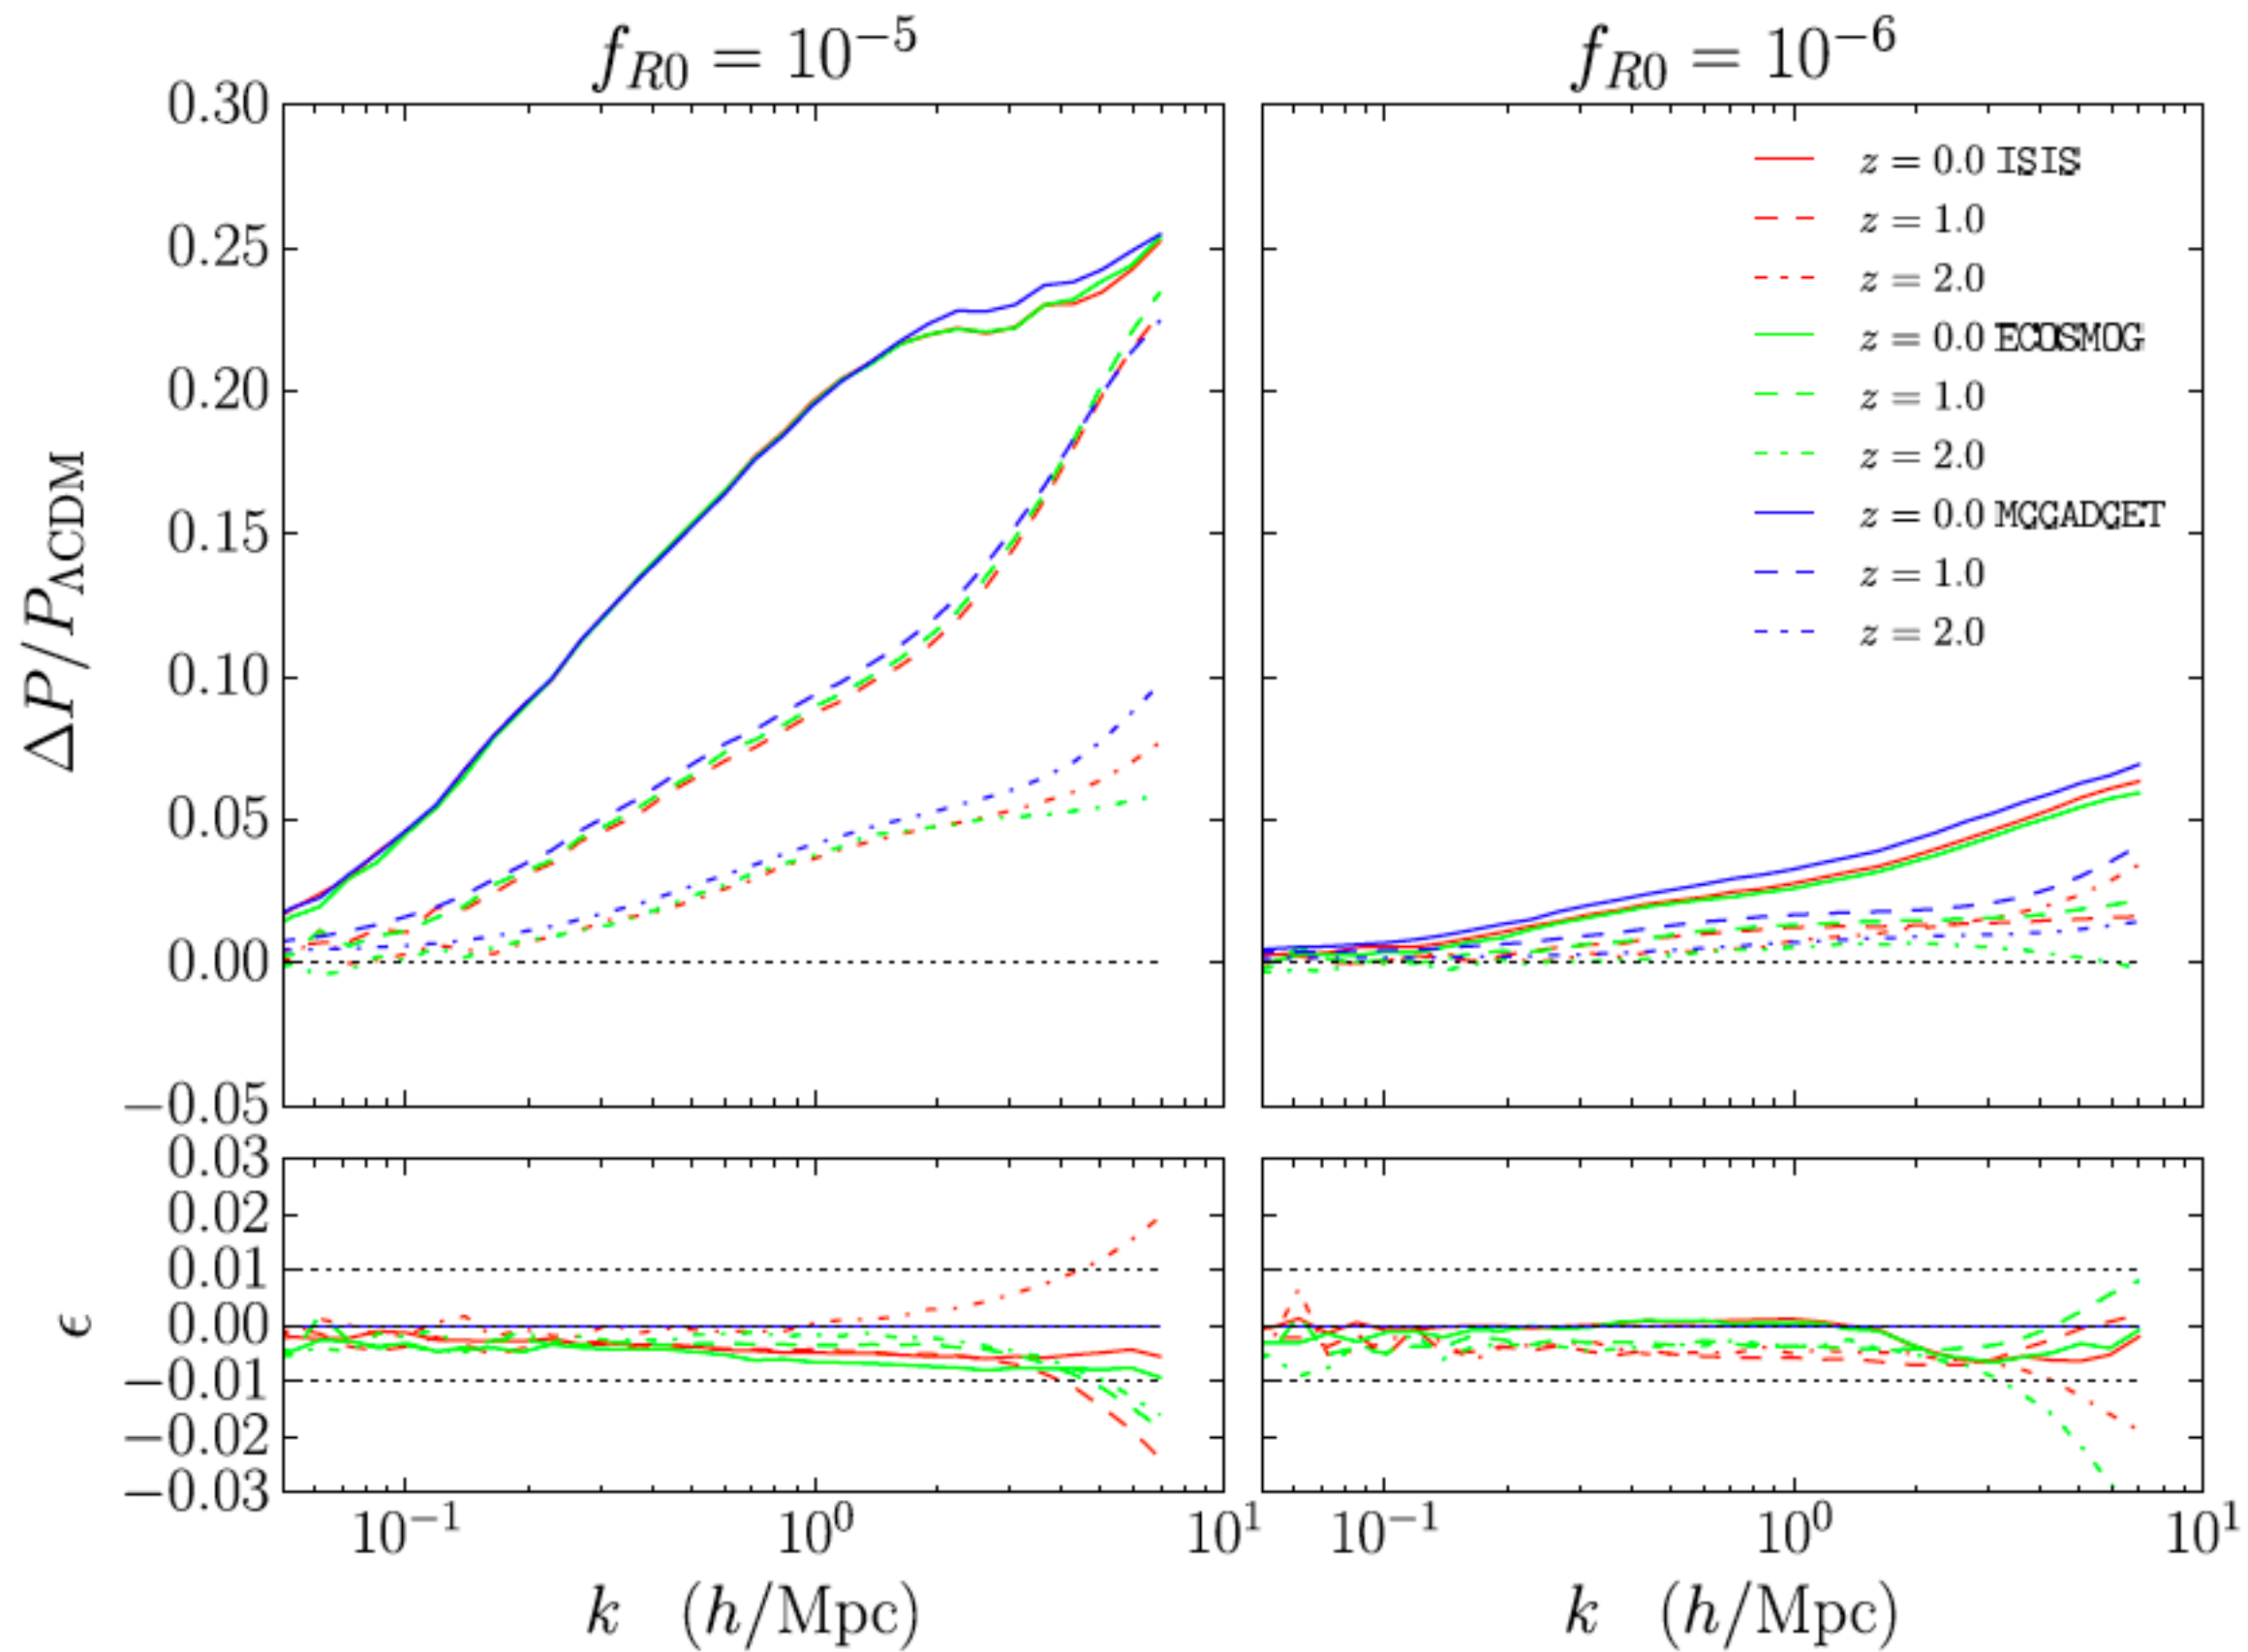 f_{R0} = 10^{-5}
f_{R0} = 10^{-6}
ΔP/P_{ΛCDM}
0.30
0.25
0.20
0.15
0.10
0.05
0.00
−0.05
z = 0.0 ISIS
z = 1.0
z = 2.0
z = 0.0 ECOSMOG
z = 1.0
z = 2.0
z = 0.0 MGGADGET
z = 1.0
z = 2.0
ϵ
0.03
0.02
0.01
0.00
−0.01
−0.02
−0.03
10^{-1} 10^{0} 10^{1}
10^{-1} 10^{0} 10^{1}
k (h/Mpc)
k (h/Mpc)